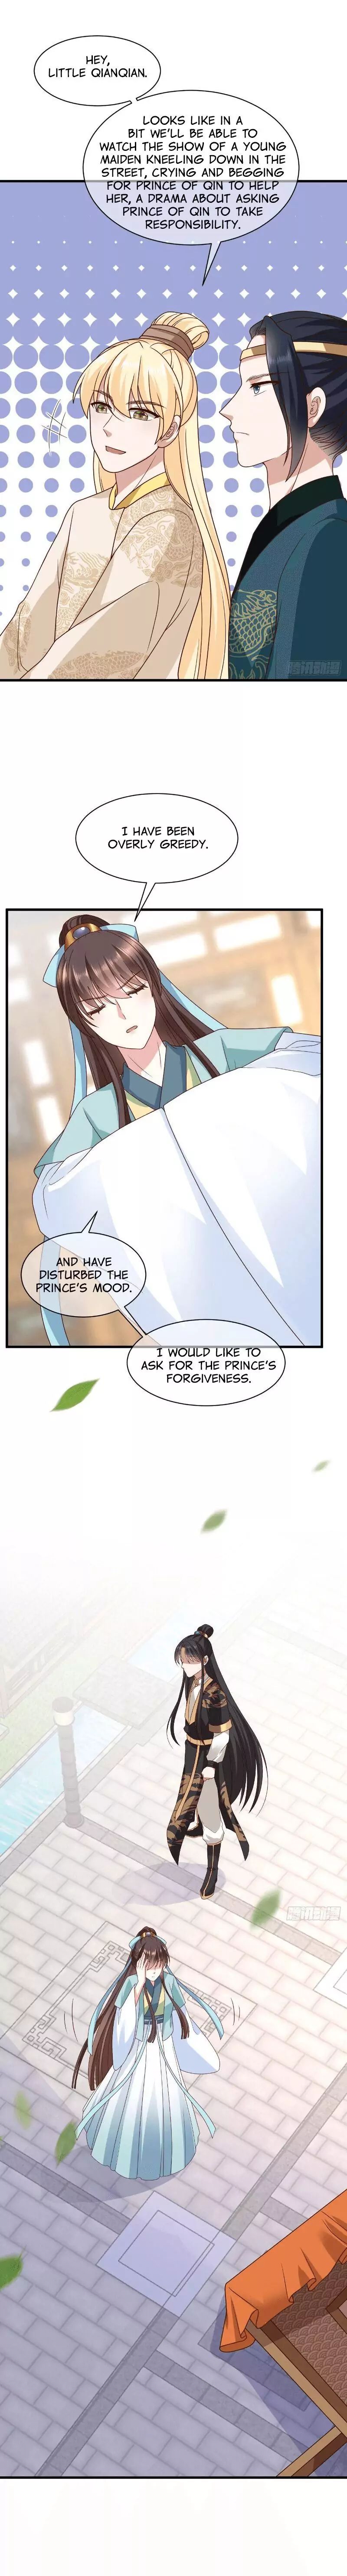 HEY,
LITTLE QIANQIAN.
LOOKS LIKE IN A
BIT WE'LL BE ABLE TO
WATCH THE SHOW OF A YOUNG
MAIDEN KNEELING DOWN IN THE
STREET, CRYING AND BEGGING
FOR PRINCE OF QIN TO HELP
HER, A DRAMA ABOUT ASKING
PRINCE OF QIN TO TAKE
RESPONSIBILITY.
I HAVE BEEN
OVERLY GREEDY.
AND HAVE
DISTURBED THE
PRINCE'S MOOD.
I WOULD LIKE TO
ASK FOR THE PRINCE'S
FORGIVENESS.